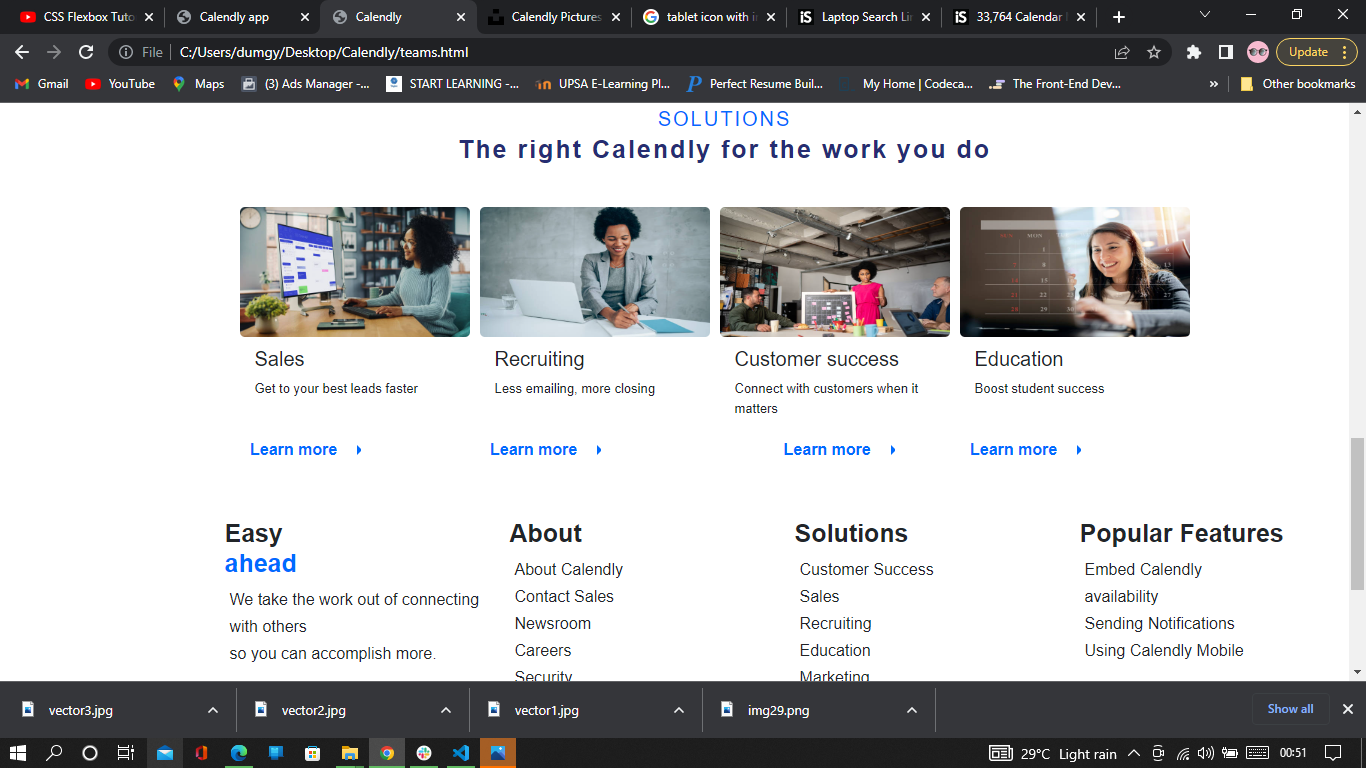 CSS Flexbox Tuto
Calendly app
Calendly
Calendly Pictures
tablet icon with i
Laptop Search Li
33,764 Calendar
File C:/Users/dumgy/Desktop/Calendly/teams.html
Update
Gmail
YouTube
Maps
(3) Ads Manager -...
START LEARNING -...
UPSA E-Learning Pl...
Perfect Resume Buil...
My Home | Codeca...
The Front-End Dev...
Other bookmarks
SOLUTIONS
The right Calendly for the work you do
Sales
Get to your best leads faster
Learn more
Recruiting
Less emailing, more closing
Learn more
Customer success
Connect with customers when it
matters
Learn more
Education
Boost student success
Learn more
Easy
ahead
We take the work out of connecting
with others
so you can accomplish more.
About
About Calendly
Contact Sales
Newsroom
Careers
Security
Solutions
Customer Success
Sales
Recruiting
Education
Marketing
Popular Features
Embed Calendly
availability
Sending Notifications
Using Calendly Mobile
vector3.jpg
vector2.jpg
vector1.jpg
img29.png
Show all
29°C Light rain
00:51